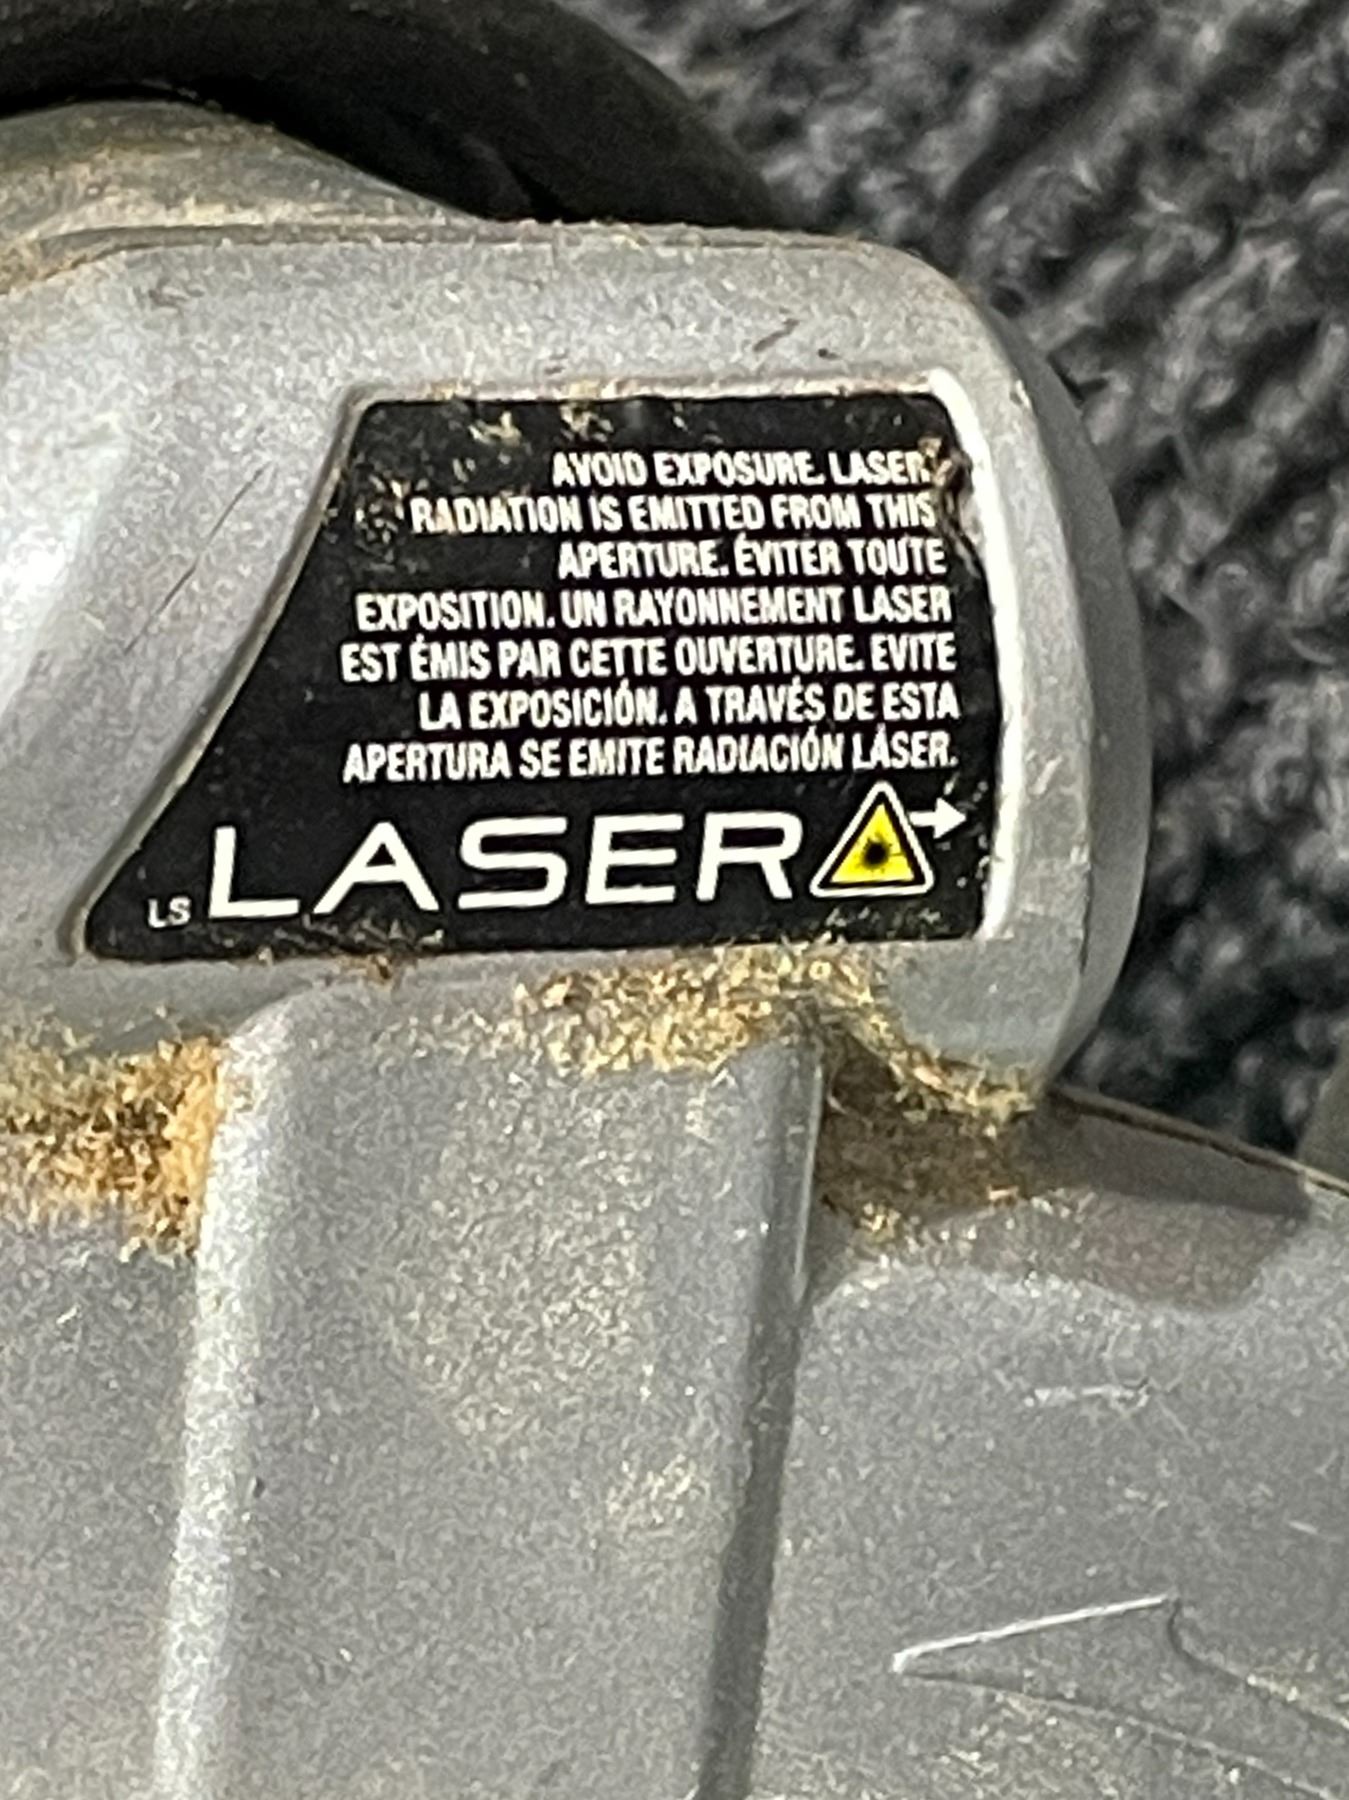 AVOID EXPOSURE. LASER
RADIATION IS EMITTED FROM THIS
APERTURE. ÉVITER TOUTE
EXPOSITION. UN RAYONNEMENT LASER
EST ÉMIS PAR CETTE OUVERTURE. EVITE
LA EXPOSICIÓN. A TRAVÉS DE ESTA
APERTURA SE EMITE RADIACIÓN LÁSER.
LS LASER